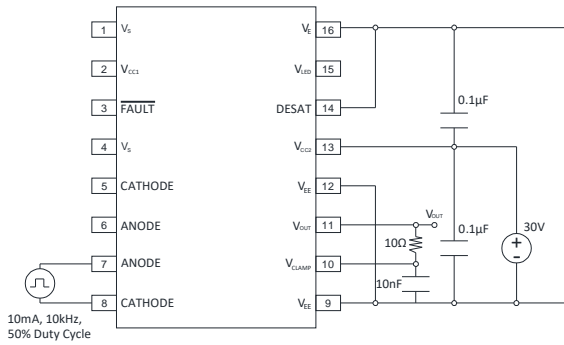 1 VS VE 16
2 VCC1 VLED 15
3 FAULT DESAT 14
4 VS VCC2 13
5 CATHODE VEE 12
6 ANODE VOUT 11
7 ANODE VCLAMP 10
8 CATHODE VEE 9
0.1μF
VOUT
10Ω
0.1μF
30V
10nF
10mA, 10kHz,
50% Duty Cycle